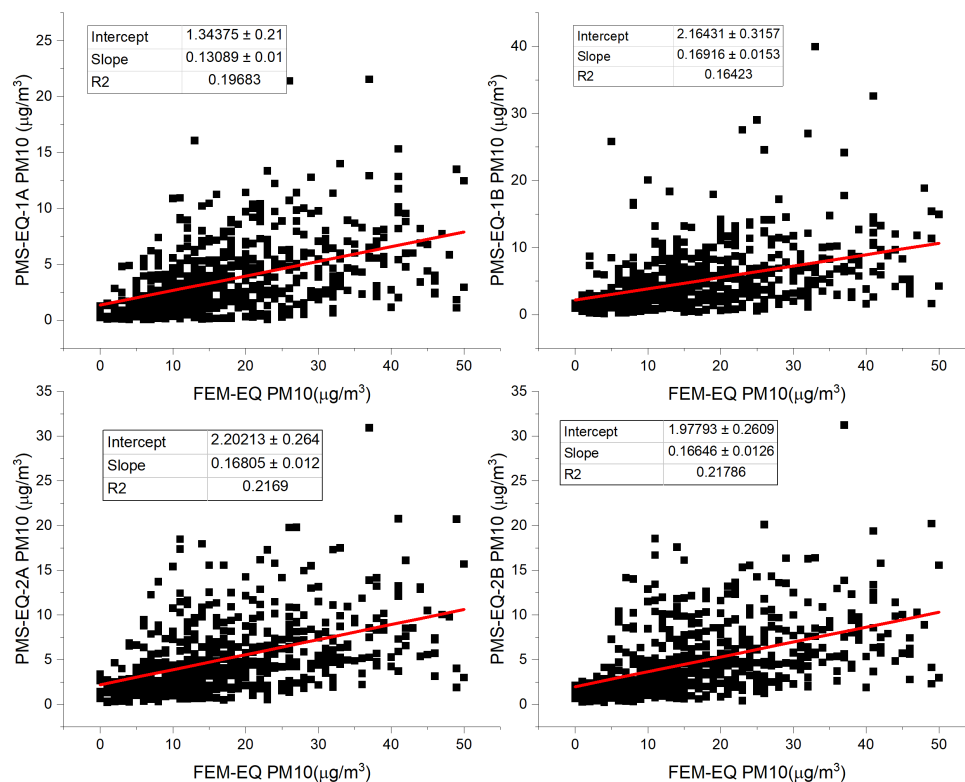 Intercept 1.34375 ± 0.21
Slope 0.13089 ± 0.01
R2 0.19683
PMS-EQ-1A PM10 (μg/m³)
25
20
15
10
5
0
0 10 20 30 40 50
FEM-EQ PM10(μg/m³)
Intercept 2.16431 ± 0.3157
Slope 0.16916 ± 0.0153
R2 0.16423
PMS-EQ-1B PM10 (μg/m³)
40
30
20
10
0
0 10 20 30 40 50
FEM-EQ PM10(μg/m³)
Intercept 2.20213 ± 0.264
Slope 0.16805 ± 0.012
R2 0.2169
PMS-EQ-2A PM10 (μg/m³)
35
30
25
20
15
10
5
0
0 10 20 30 40 50
FEM-EQ PM10(μg/m³)
Intercept 1.97793 ± 0.2609
Slope 0.16646 ± 0.0126
R2 0.21786
PMS-EQ-2B PM10 (μg/m³)
35
30
25
20
15
10
5
0
0 10 20 30 40 50
FEM-EQ PM10(μg/m³)